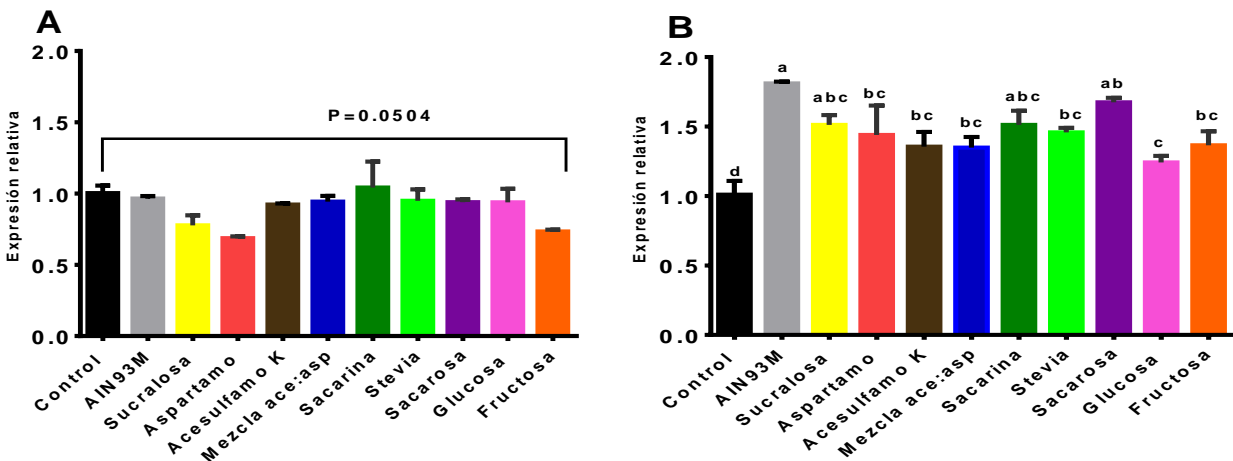 A
Expresión relativa
2.0
1.5
1.0
0.5
0.0
P=0.0504
Control
AIN93M
Sucralosa
Aspartamo
Acesulfamo K
Mezcla ace:asp
Sacarina
Stevia
Sacarosa
Glucosa
Fructosa
B
Expresión relativa
2.0
1.5
1.0
0.5
0.0
d
a
abc
bc
bc
bc
abc
bc
ab
c
bc
Control
AIN93M
Sucralosa
Aspartamo
Acesulfamo K
Mezcla ace:asp
Sacarina
Stevia
Sacarosa
Glucosa
Fructosa